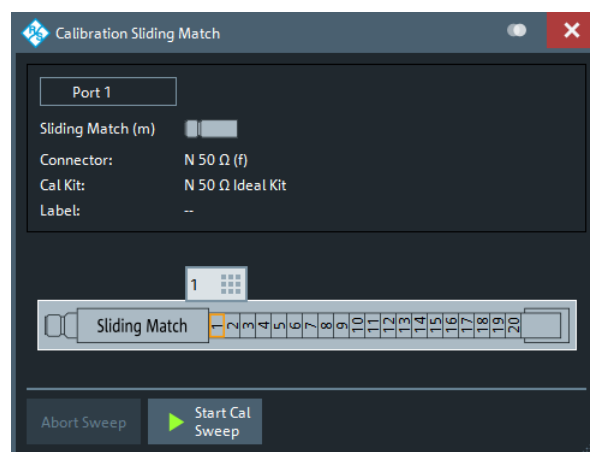 Calibration Sliding Match
Port 1
Sliding Match (m)
Connector: N 50 Ω (f)
Cal Kit: N 50 Ω Ideal Kit
Label: --
1
Sliding Match 1 2 3 4 5 6 7 8 9 10 11 12 13 14 15 16 17 18 19 20
Abort Sweep
Start Cal
Sweep